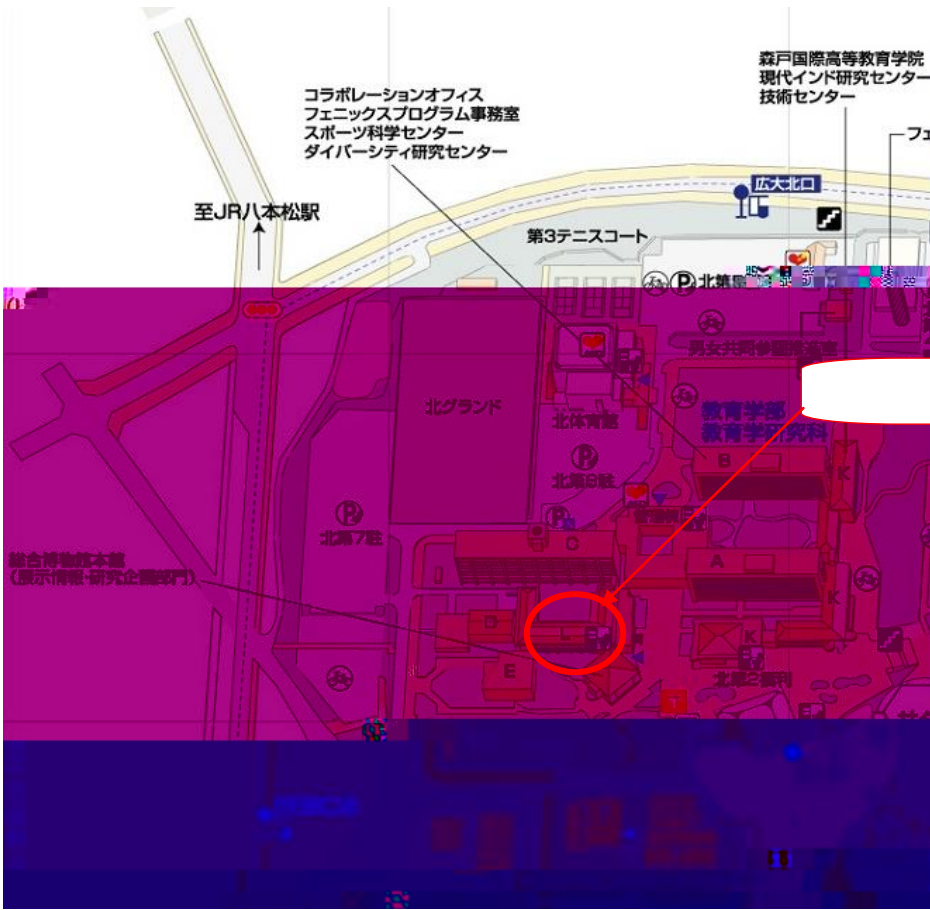 森戸国際高等教育学院
現代インド研究センター
技術センター
コラボレーションオフィス
フェニックスプログラム事務室
スポーツ科学センター
ダイバーシティ研究センター
フェ
広大北口
至JR八本松駅
第3テニスコート
P 北第
男女共同参画推進室
北グランド
北体育館
教育学部
教育学研究科
B
K
P
北第8駐
P
北第7駐
P
C
A
K
総合博物館本館
(展示情報・研究企画部門)
D
L
K
E
北第2福利